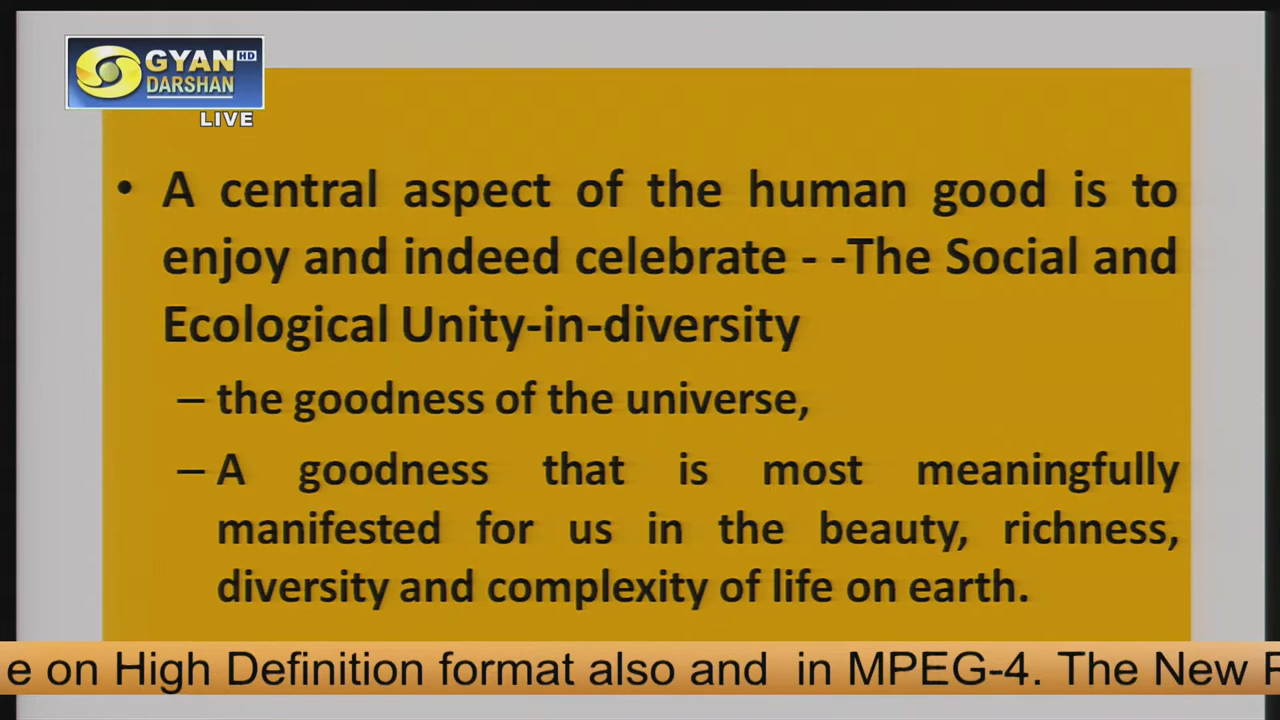 GYAN HD
DARSHAN
LIVE
• A central aspect of the human good is to
enjoy and indeed celebrate - -The Social and
Ecological Unity-in-diversity
– the goodness of the universe,
– A goodness that is most meaningfully
manifested for us in the beauty, richness,
diversity and complexity of life on earth.
e on High Definition format also and in MPEG-4. The New